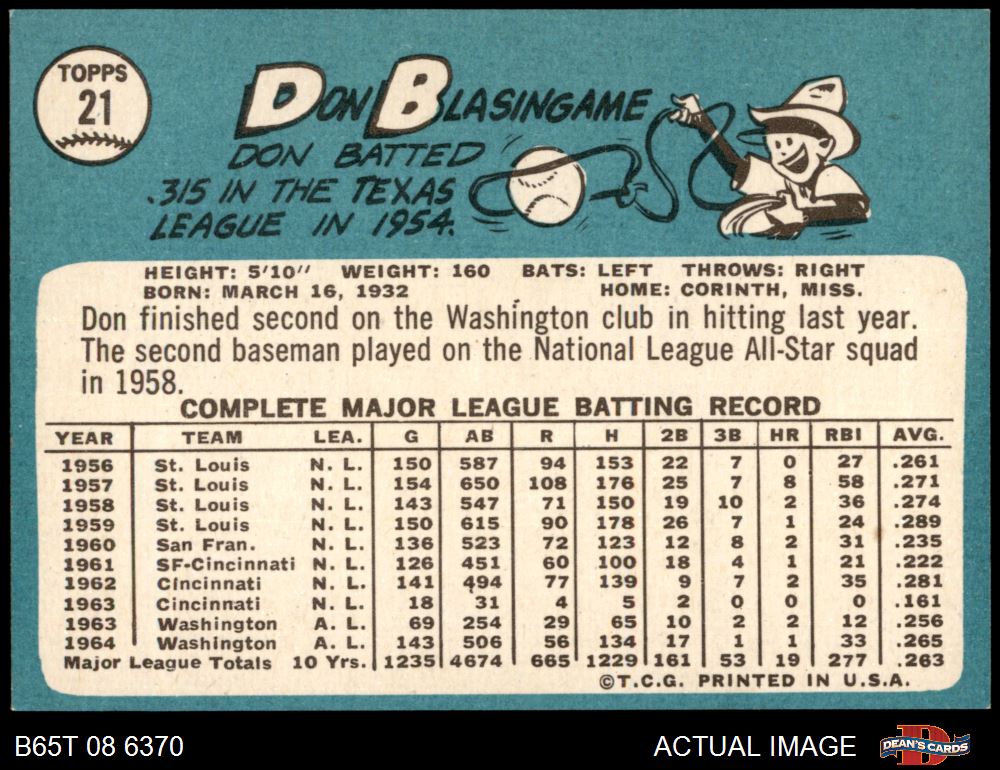 TOPPS
21
DON BLASINGAME
DON BATTED
.315 IN THE TEXAS
LEAGUE IN 1954.
HEIGHT: 5'10" WEIGHT: 160 BATS: LEFT THROWS: RIGHT
BORN: MARCH 16, 1932 HOME: CORINTH, MISS.
Don finished second on the Washington club in hitting last year.
The second baseman played on the National League All-Star squad
in 1958.
COMPLETE MAJOR LEAGUE BATTING RECORD
YEAR TEAM LEA. G AB R H 2B 3B HR RBI AVG.
1956 St. Louis N. L. 150 587 94 153 22 7 0 27 .261
1957 St. Louis N. L. 154 650 108 176 25 7 8 58 .271
1958 St. Louis N. L. 143 547 71 150 19 10 2 36 .274
1959 St. Louis N. L. 150 615 90 178 26 7 1 24 .289
1960 San Fran. N. L. 136 523 72 123 12 8 2 31 .235
1961 SF-Cincinnati N. L. 126 451 60 100 18 4 1 21 .222
1962 Cincinnati N. L. 141 494 77 139 9 7 2 35 .281
1963 Cincinnati N. L. 18 31 4 5 2 0 0 0 .161
1963 Washington A. L. 69 254 29 65 10 2 2 12 .256
1964 Washington A. L. 143 506 56 134 17 1 1 33 .265
Major League Totals 10 Yrs. 1235 4674 665 1229 161 53 19 277 .263
©T.C.G. PRINTED IN U.S.A.
B65T 08 6370 ACTUAL IMAGE D DEAN'S CARDS